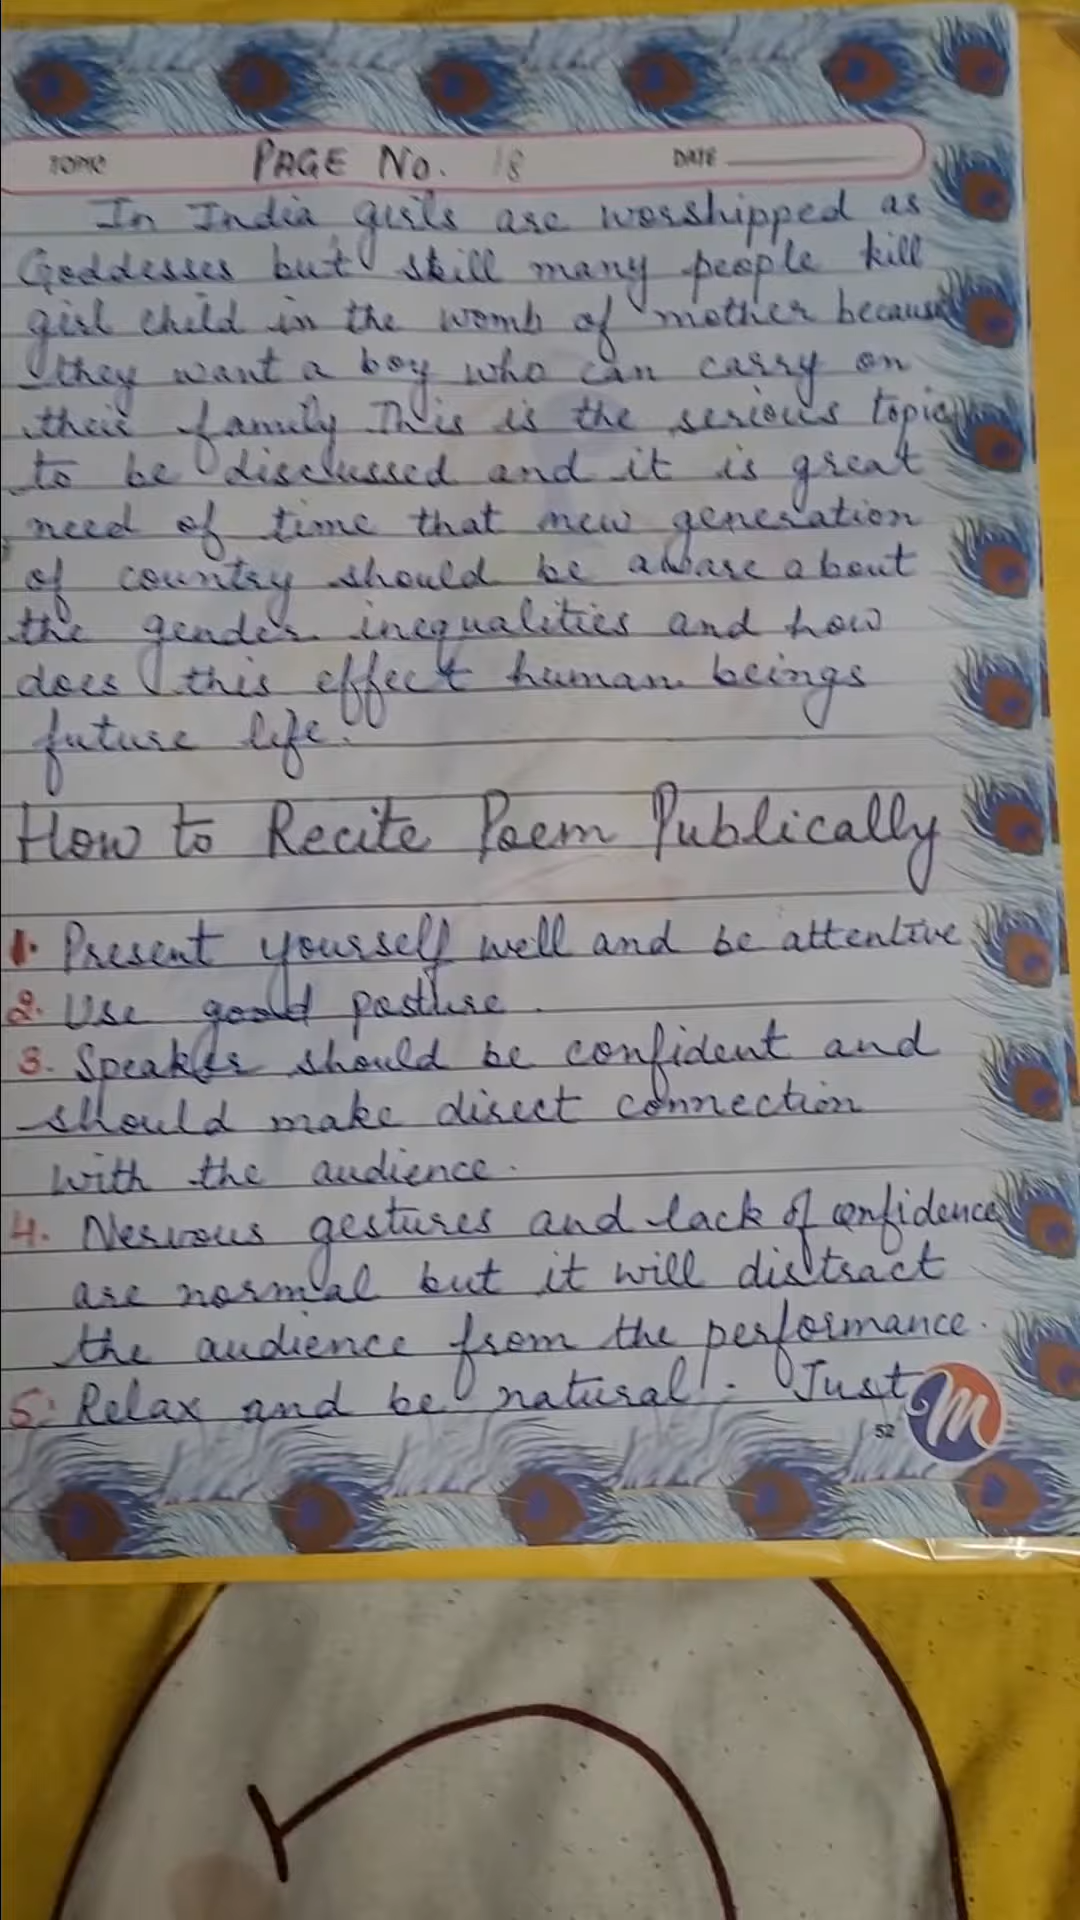 TOPIC PAGE No. 18 DATE
In India girls are worshipped as
Goddesses but still many people kill
girl child in the womb of mother because
they want a boy who can carry on
their family This is the serious topic
to be discussed and it is great
need of time that new generation
of country should be aware about
the gender inequalities and how
does this effect human beings
future life.
How to Recite Poem Publically
1. Present yourself well and be attentive
2. Use good posture.
3. Speaker should be confident and
should make direct connection
with the audience.
4. Nervous gestures and lack of confidence
are normal but it will distract
the audience from the performance.
5. Relax and be natural. Just
52 M